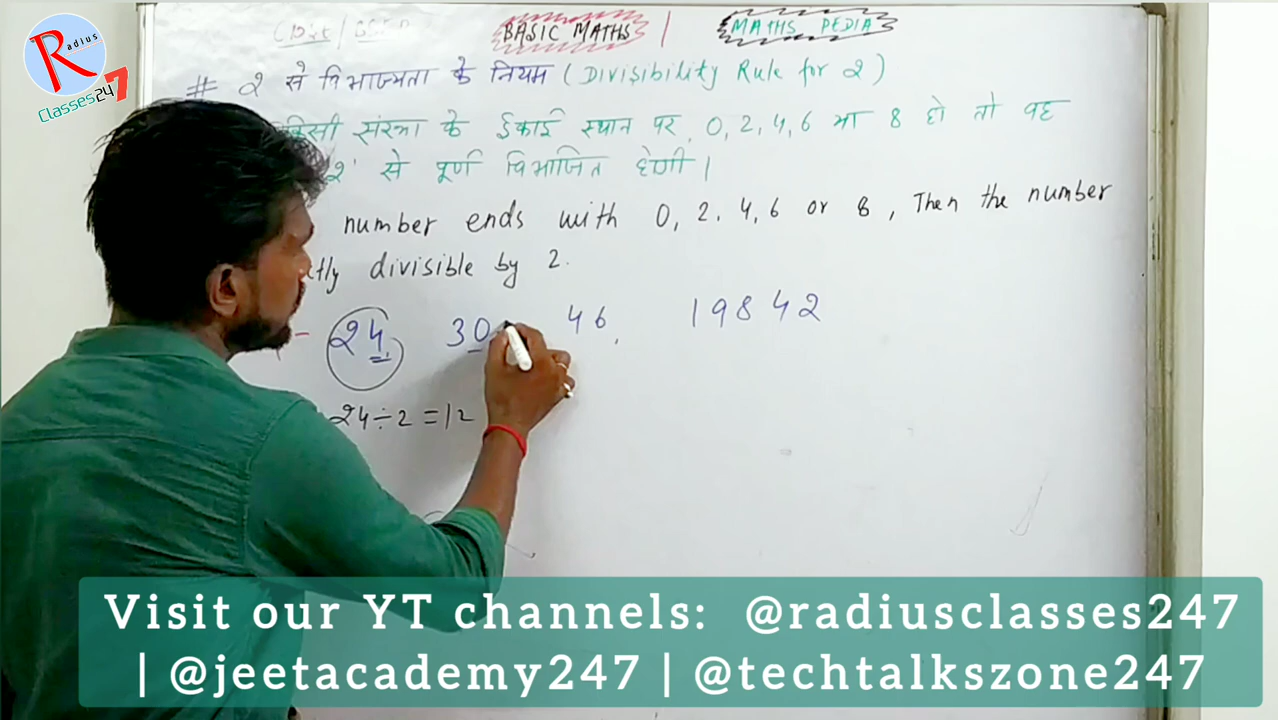 Radius
Classes247
BASIC MATHS | MATHS PEDIA
# 2 से विभाज्यता के नियम (Divisibility Rule for 2)
किसी संख्या के ईकाई स्थान पर 0, 2, 4, 6 या 8 हो तो वह
'2' से पूर्ण विभाजित होगी।
number ends with 0, 2, 4, 6 or 8, Then the number
divisible by 2.
24, 30 46, 19842
24÷2=12
Visit our YT channels: @radiusclasses247
| @jeetacademy247 | @techtalkszone247